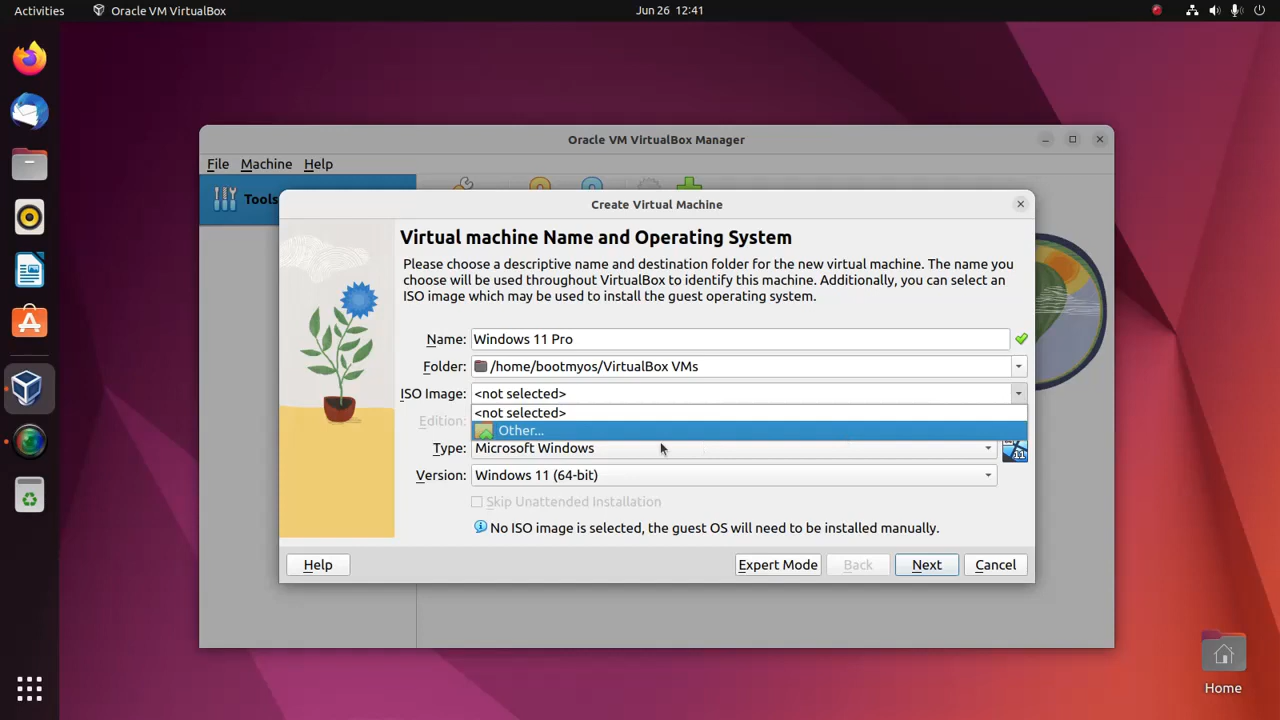 Activities
Oracle VM VirtualBox
Jun 26 12:41
Oracle VM VirtualBox Manager
File Machine Help
Tools
Create Virtual Machine
Virtual machine Name and Operating System
Please choose a descriptive name and destination folder for the new virtual machine. The name you
choose will be used throughout VirtualBox to identify this machine. Additionally, you can select an
ISO image which may be used to install the guest operating system.
Name: Windows 11 Pro
Folder: /home/bootmyos/VirtualBox VMs
ISO Image: <not selected>
<not selected>
Edition: Other...
Type: Microsoft Windows
11
Version: Windows 11 (64-bit)
Skip Unattended Installation
No ISO image is selected, the guest OS will need to be installed manually.
Help Expert Mode Back Next Cancel
Home